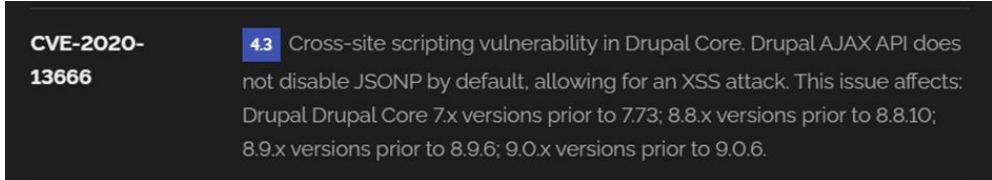 CVE-2020-
13666
4.3 Cross-site scripting vulnerability in Drupal Core. Drupal AJAX API does
not disable JSONP by default, allowing for an XSS attack. This issue affects:
Drupal Drupal Core 7.x versions prior to 7.73; 8.8.x versions prior to 8.8.10;
8.9.x versions prior to 8.9.6; 9.0.x versions prior to 9.0.6.